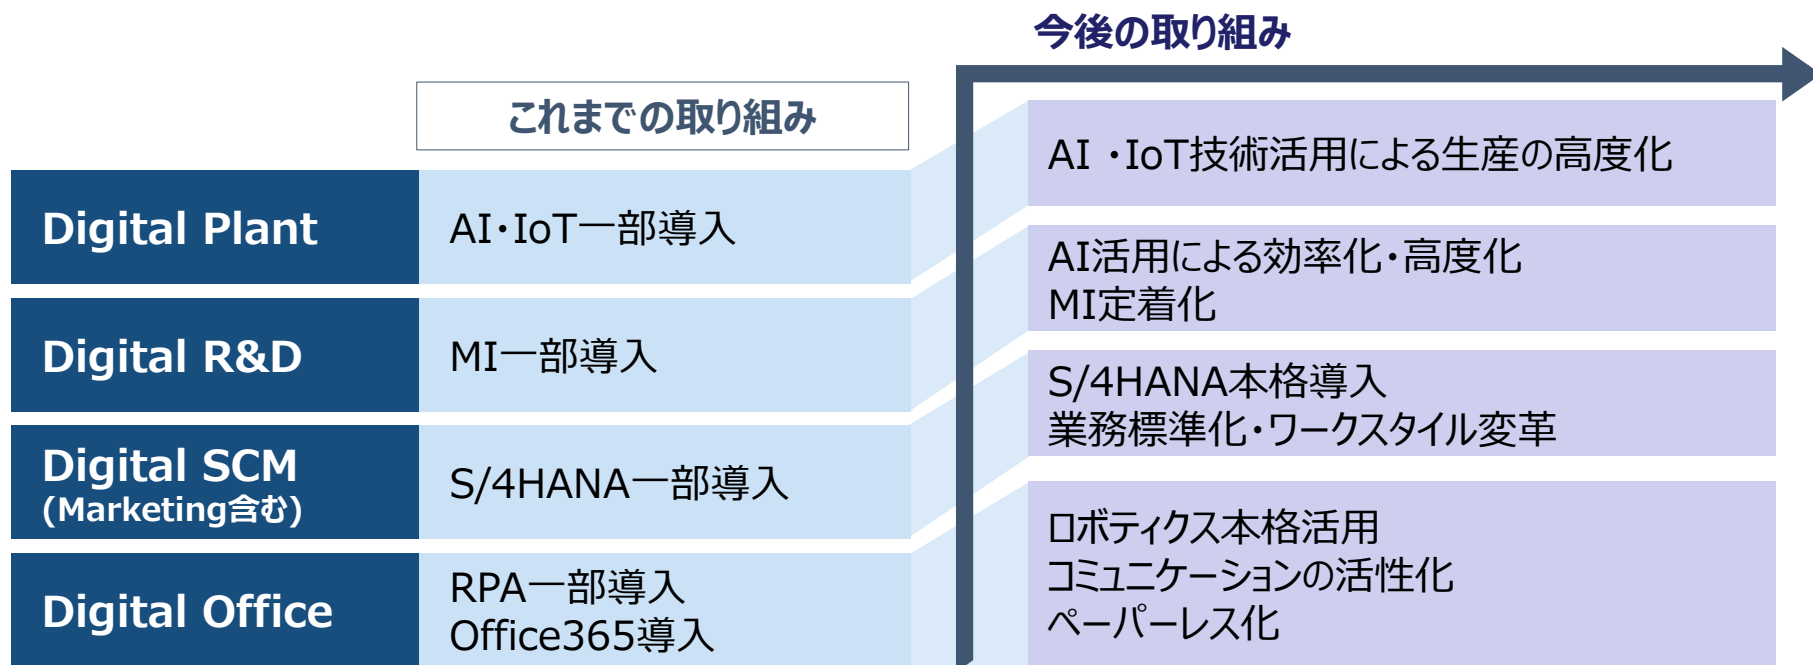 今後の取り組み
これまでの取り組み
Digital Plant
AI・IoT一部導入
AI ・IoT技術活用による生産の高度化
Digital R&D
MI一部導入
AI活用による効率化・高度化
MI定着化
Digital SCM
(Marketing含む)
S/4HANA一部導入
S/4HANA本格導入
業務標準化・ワークスタイル変革
Digital Office
RPA一部導入
Office365導入
ロボティクス本格活用
コミュニケーションの活性化
ペーパーレス化